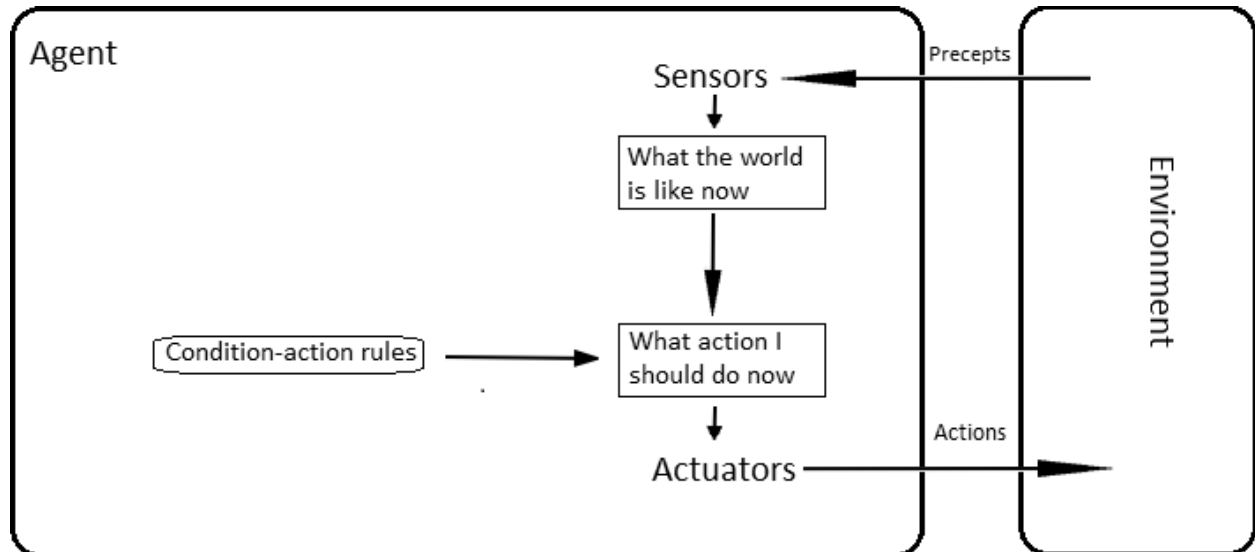 Agent
Precepts
Sensors
What the world
is like now
Environment
Condition-action rules
What action I
should do now
Actions
Actuators